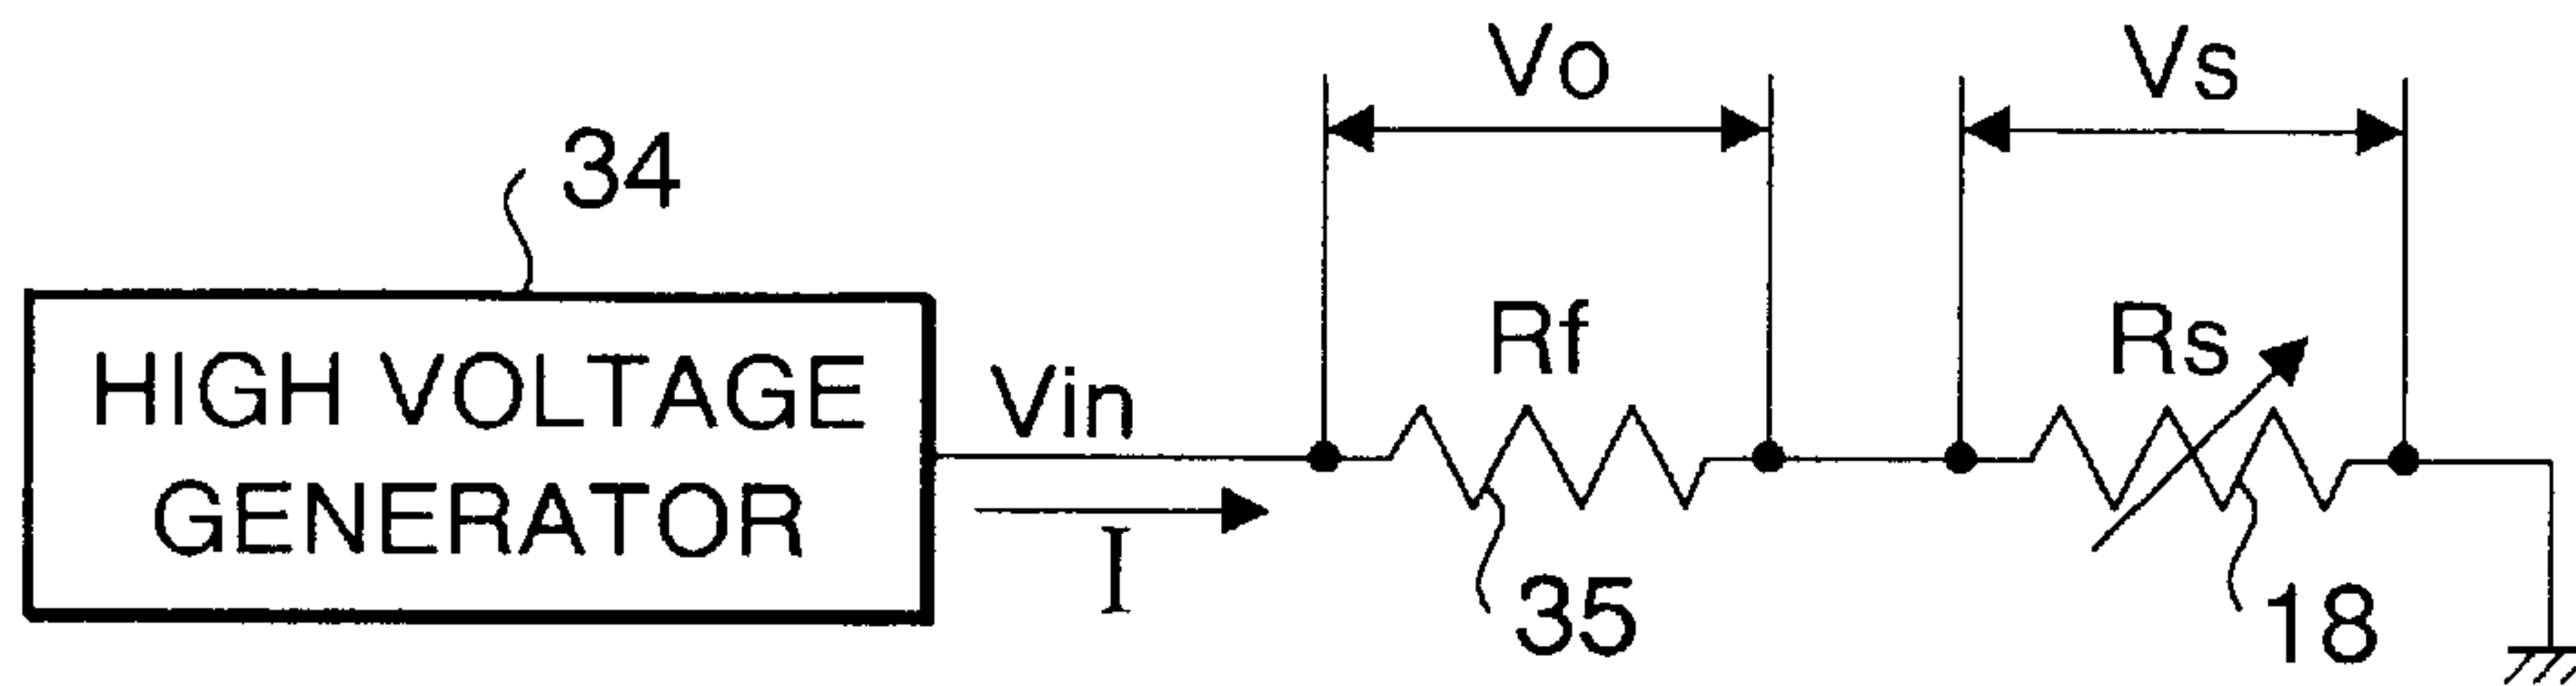 Vo
Vs
34
HIGH VOLTAGE
GENERATOR
Vin
I
Rf
Rs
35
18